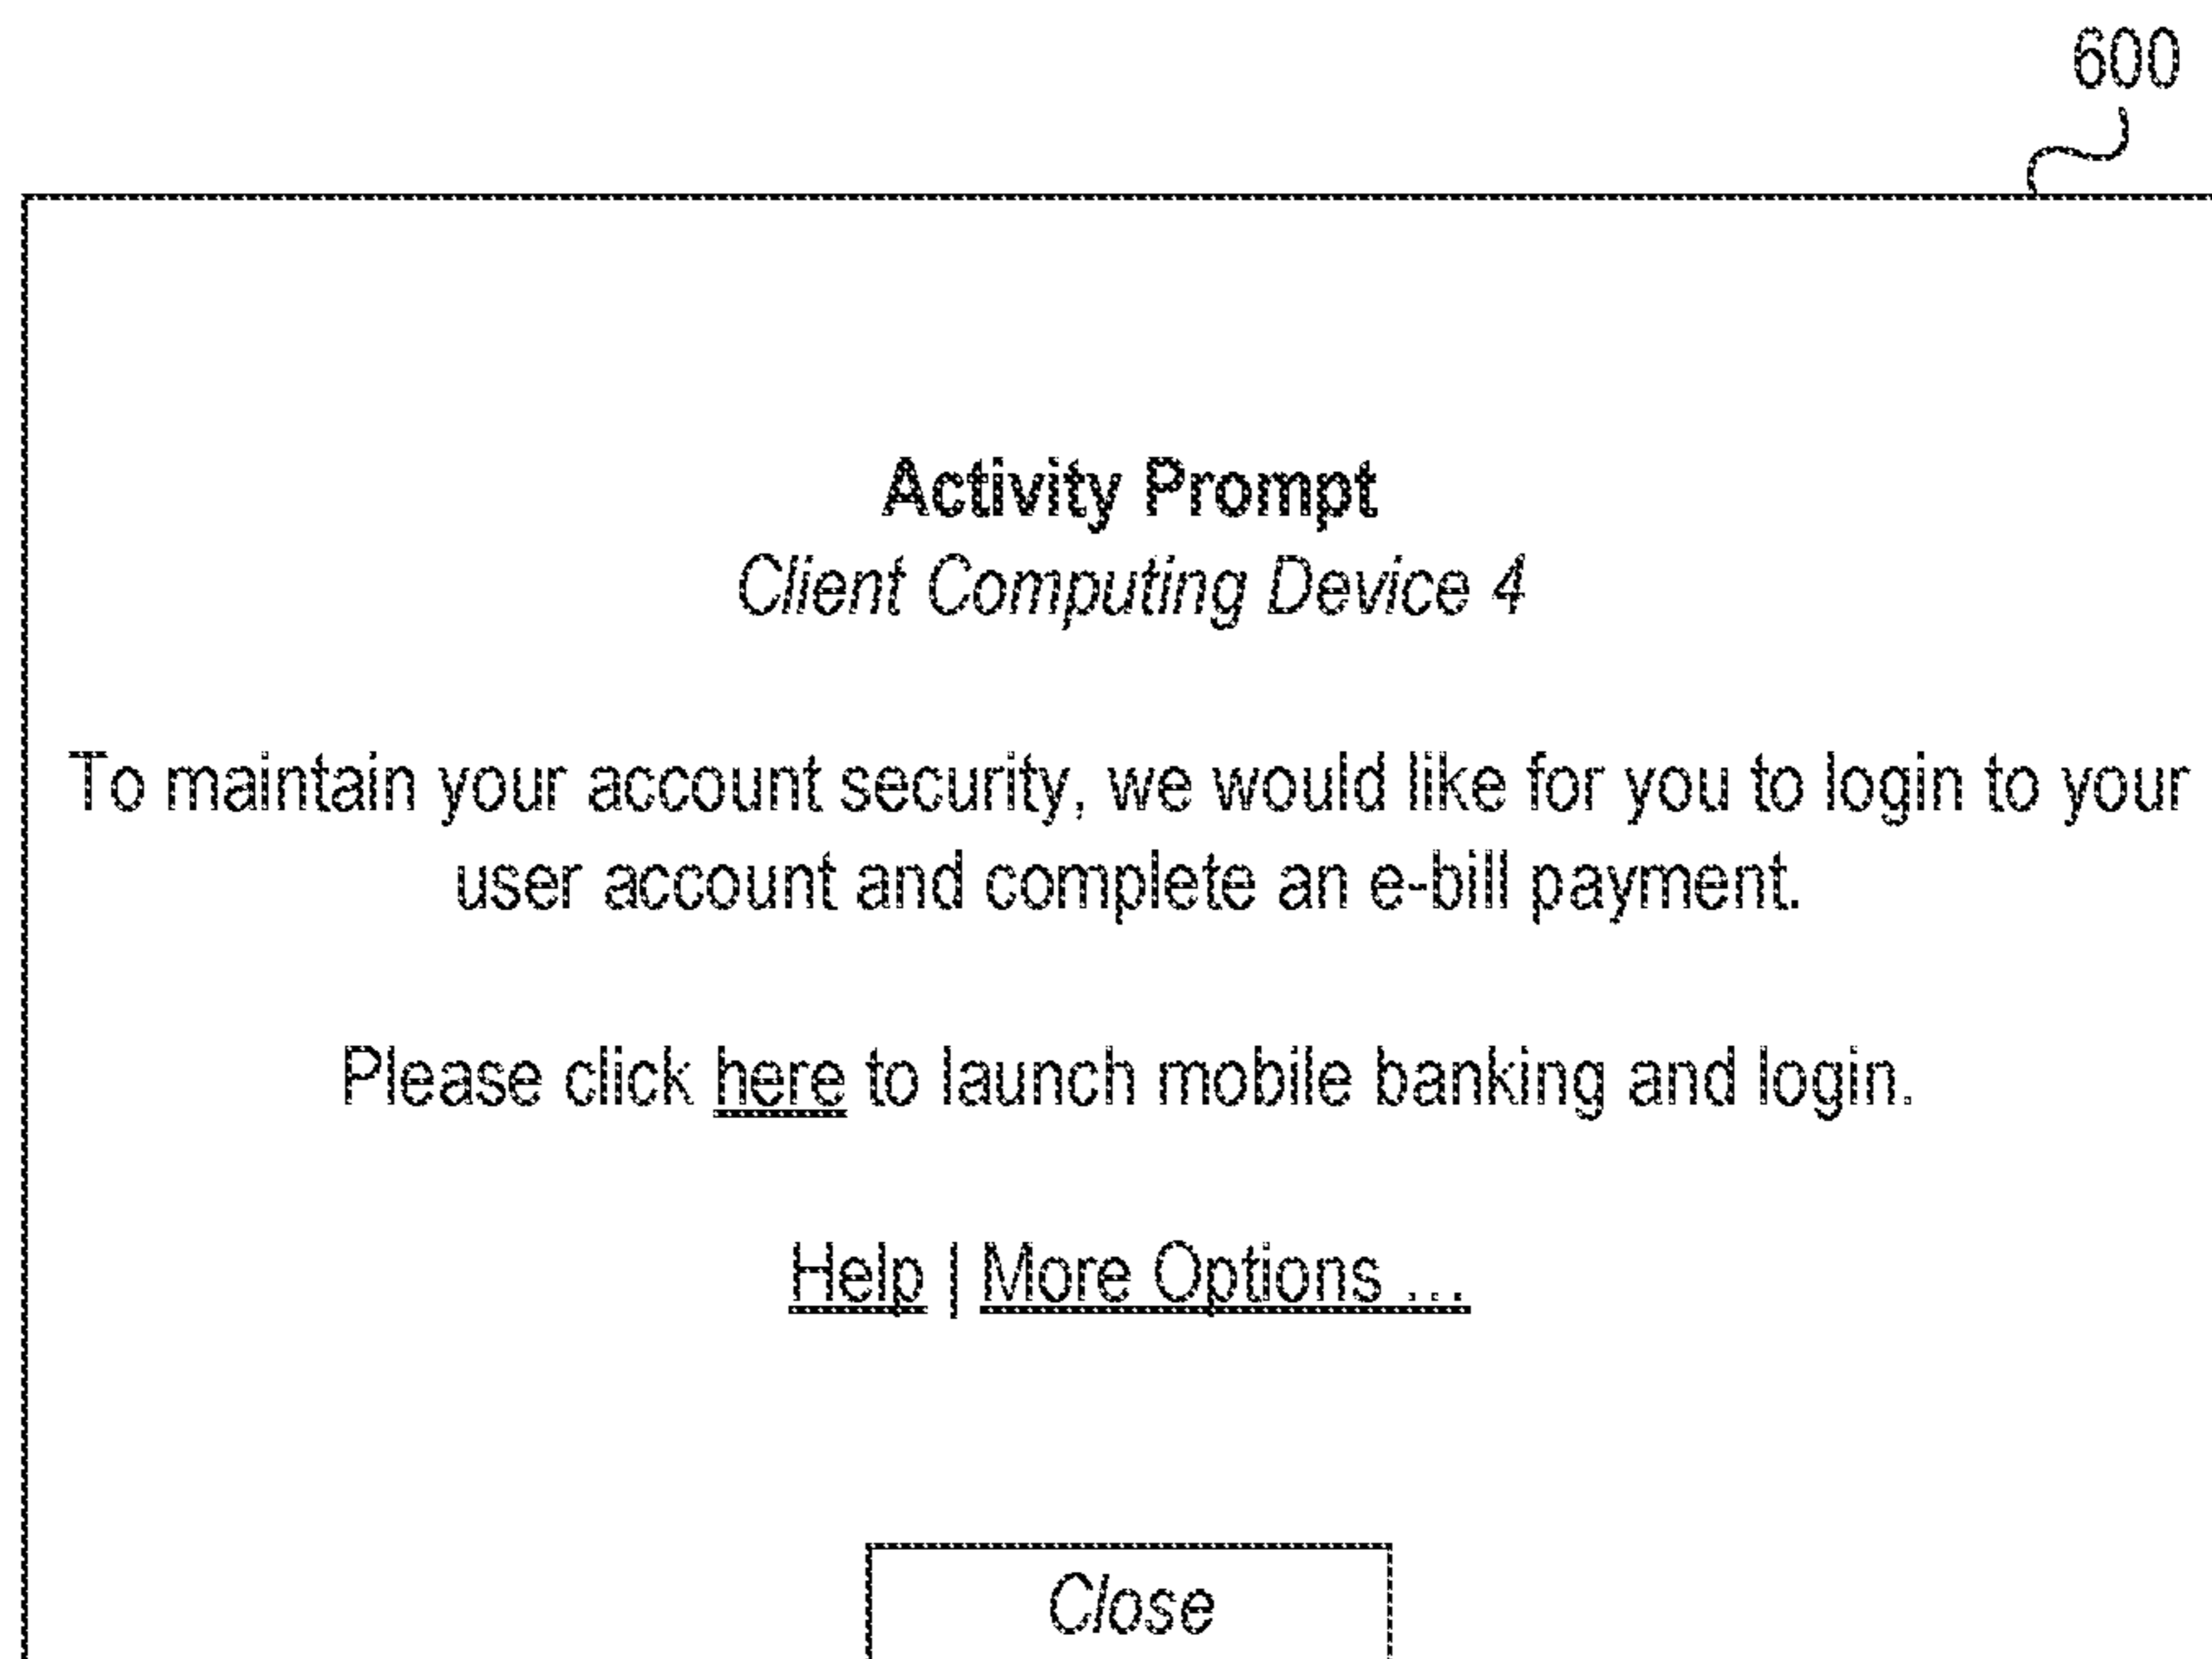 600
Activity Prompt
Client Computing Device 4
To maintain your account security, we would like for you to login to your
user account and complete an e-bill payment.
Please click here to launch mobile banking and login.
Help | More Options ...
Close